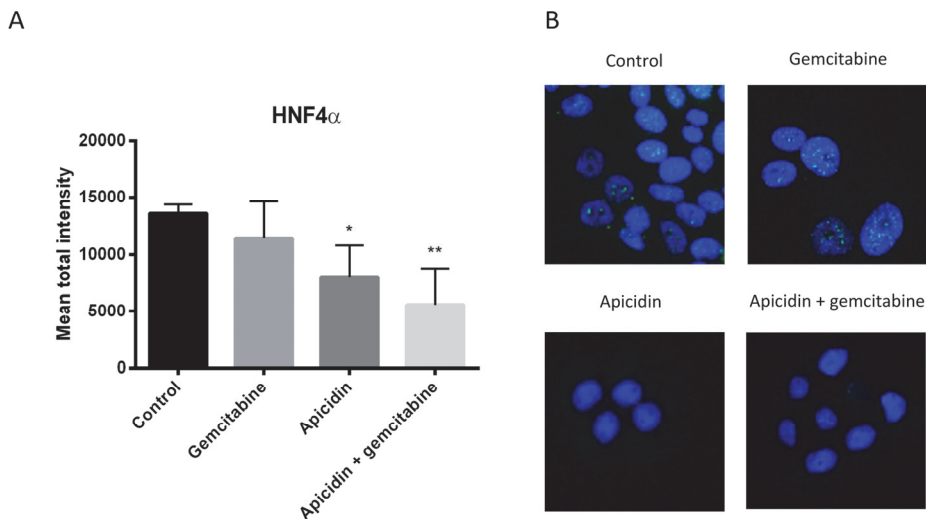 A
HNF4α
Mean total intensity
20000
15000
10000
5000
0
*
**
Control
Gemcitabine
Apicidin
Apicidin + gemcitabine
B
Control
Gemcitabine
Apicidin
Apicidin + gemcitabine